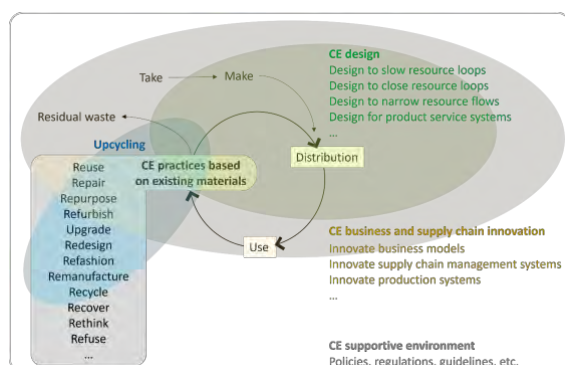 CE design
Design to slow resource loops
Design to close resource loops
Design to narrow resource flows
Design for product service systems
...
Take
Make
Residual waste
Upcycling
CE practices based
on existing materials
Distribution
Use
Reuse
Repair
Repurpose
Refurbish
Upgrade
Redesign
Refashion
Remanufacture
Recycle
Recover
Rethink
Refuse
...
CE business and supply chain innovation
Innovate business models
Innovate supply chain management systems
Innovate production systems
...
CE supportive environment
Policies, regulations, guidelines, etc.